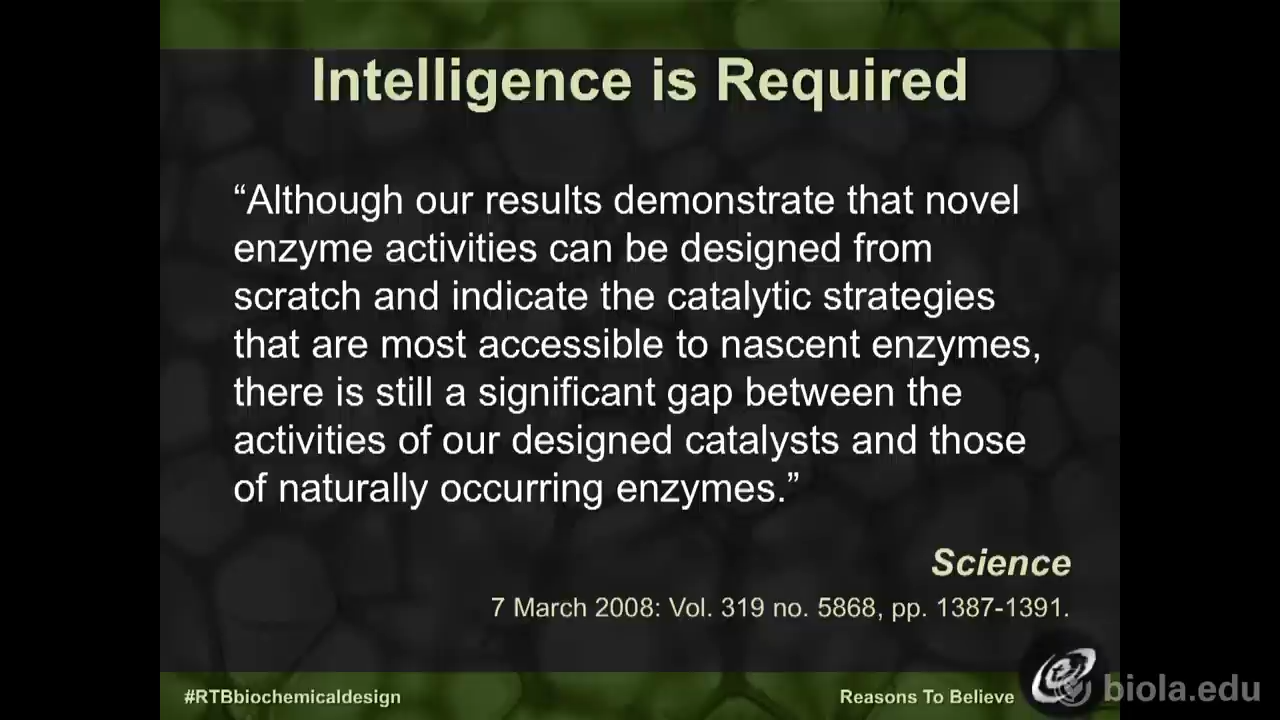 Intelligence is Required
“Although our results demonstrate that novel
enzyme activities can be designed from
scratch and indicate the catalytic strategies
that are most accessible to nascent enzymes,
there is still a significant gap between the
activities of our designed catalysts and those
of naturally occurring enzymes.”
Science
7 March 2008: Vol. 319 no. 5868, pp. 1387-1391.
#RTBbiochemicaldesign
Reasons To Believe
biola.edu